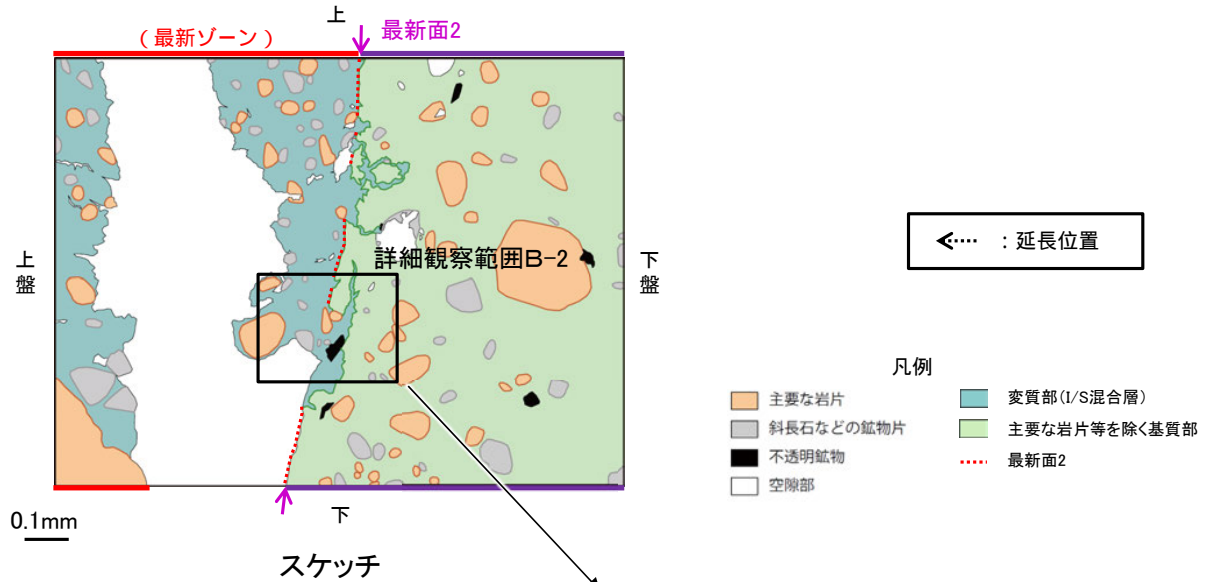 上
(最新ゾーン)
最新面2
詳細観察範囲B-2
上盤
下盤
下
0.1mm
スケッチ
:延長位置
凡例
主要な岩片
斜長石などの鉱物片
不透明鉱物
空隙部
変質部(I/S混合層)
主要な岩片等を除く基質部
最新面2